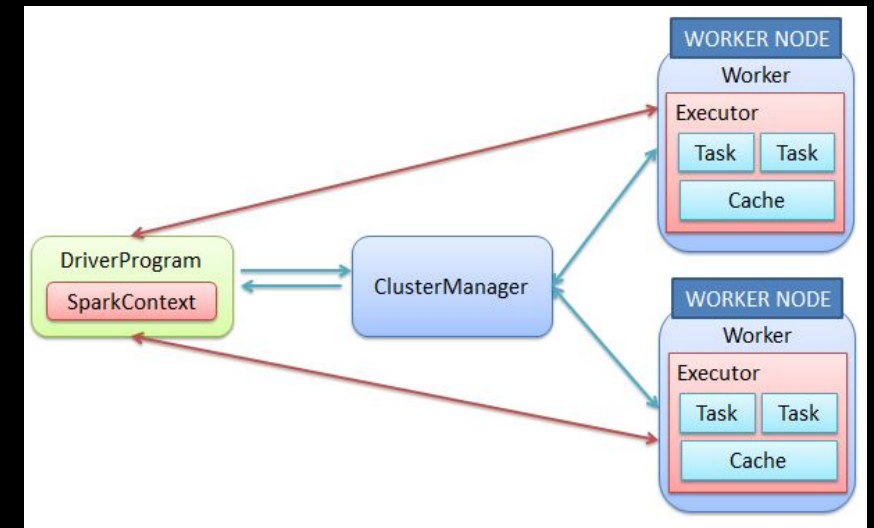 WORKER NODE
Worker
Executor
Task Task
Cache
DriverProgram
SparkContext
ClusterManager
WORKER NODE
Worker
Executor
Task Task
Cache